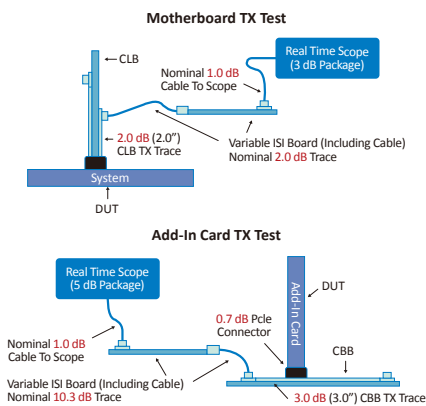 Motherboard TX Test
CLB
Real Time Scope
(3 dB Package)
Nominal 1.0 dB
Cable To Scope
2.0 dB (2.0”)
CLB TX Trace
Variable ISI Board (Including Cable)
Nominal 2.0 dB Trace
System
DUT
Add-In Card TX Test
Real Time Scope
(5 dB Package)
Add-In Card
DUT
0.7 dB Pcle
Connector
Nominal 1.0 dB
Cable To Scope
CBB
Variable ISI Board (Including Cable)
Nominal 10.3 dB Trace
3.0 dB (3.0”) CBB TX Trace